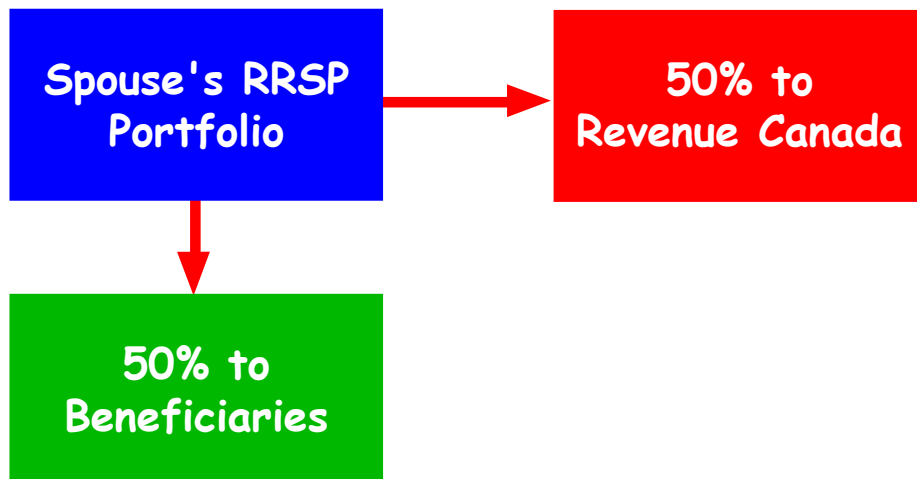 Spouse's RRSP
Portfolio
50% to
Revenue Canada
50% to
Beneficiaries